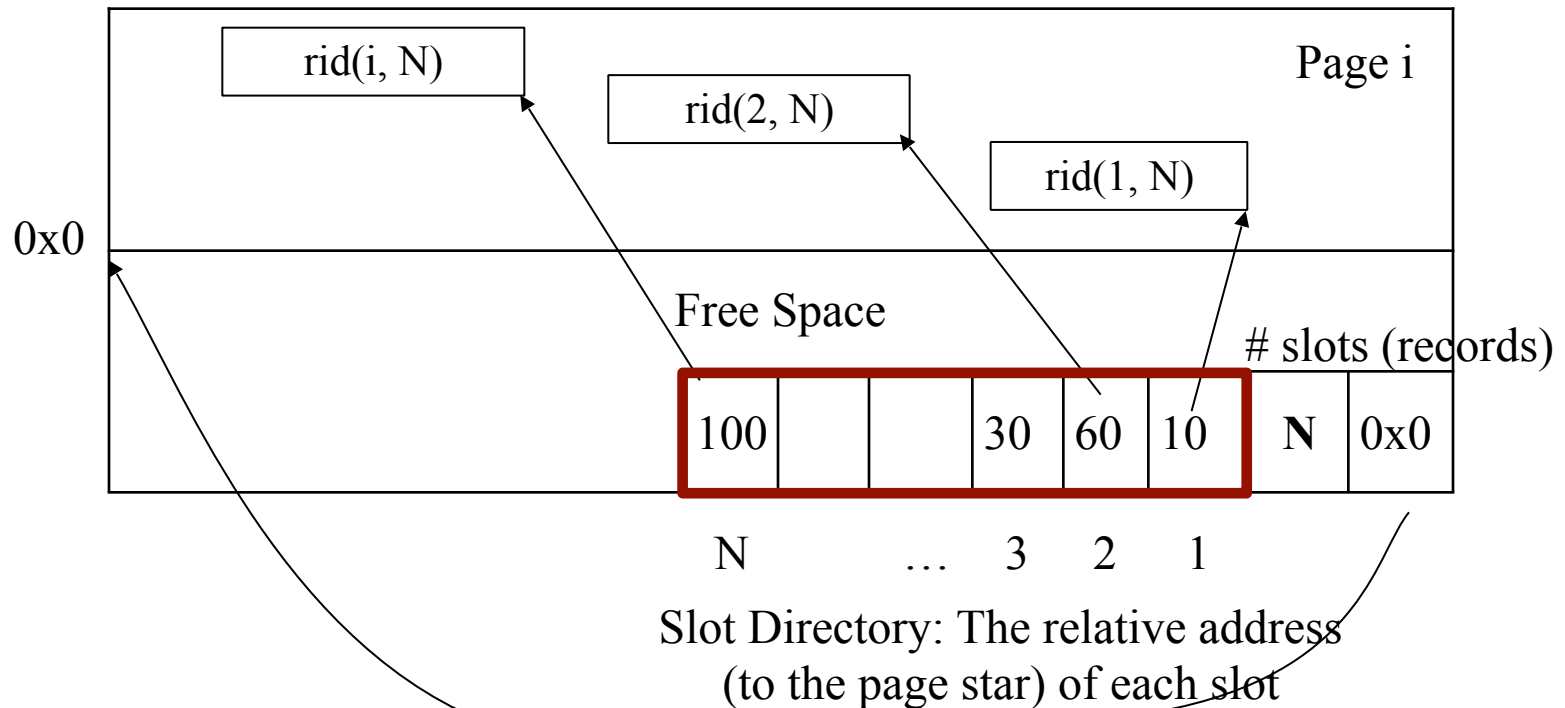 Page i
rid(i, N)
rid(2, N)
rid(1, N)
0x0
Free Space
# slots (records)
100 30 60 10 N 0x0
N … 3 2 1
Slot Directory: The relative address
(to the page star) of each slot